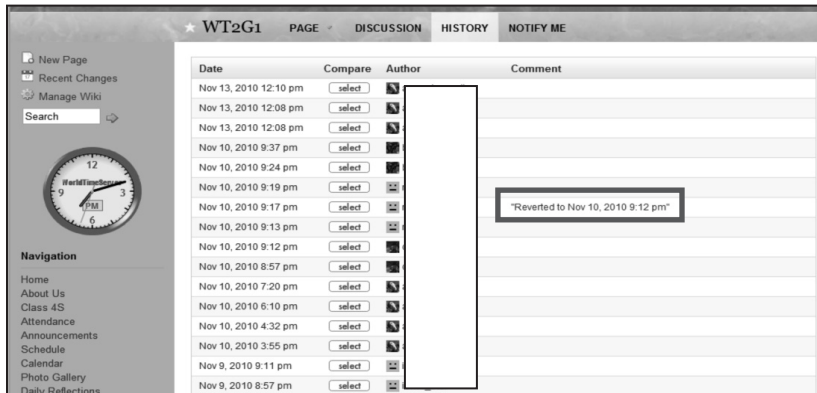 WT2G1 PAGE DISCUSSION HISTORY NOTIFY ME
New Page
Recent Changes
Manage Wiki
Search
12
WorldTimeServer
9 3
PM
6
Navigation
Home
About Us
Class 4S
Attendance
Announcements
Schedule
Calendar
Photo Gallery
Daily Reflections
Date Compare Author Comment
Nov 13, 2010 12:10 pm select
Nov 13, 2010 12:08 pm select
Nov 13, 2010 12:08 pm select
Nov 10, 2010 9:37 pm select
Nov 10, 2010 9:24 pm select
Nov 10, 2010 9:19 pm select
Nov 10, 2010 9:17 pm select "Reverted to Nov 10, 2010 9:12 pm"
Nov 10, 2010 9:13 pm select
Nov 10, 2010 9:12 pm select
Nov 10, 2010 8:57 pm select
Nov 10, 2010 7:20 pm select
Nov 10, 2010 6:10 pm select
Nov 10, 2010 4:32 pm select
Nov 10, 2010 3:55 pm select
Nov 9, 2010 9:11 pm select
Nov 9, 2010 8:57 pm select